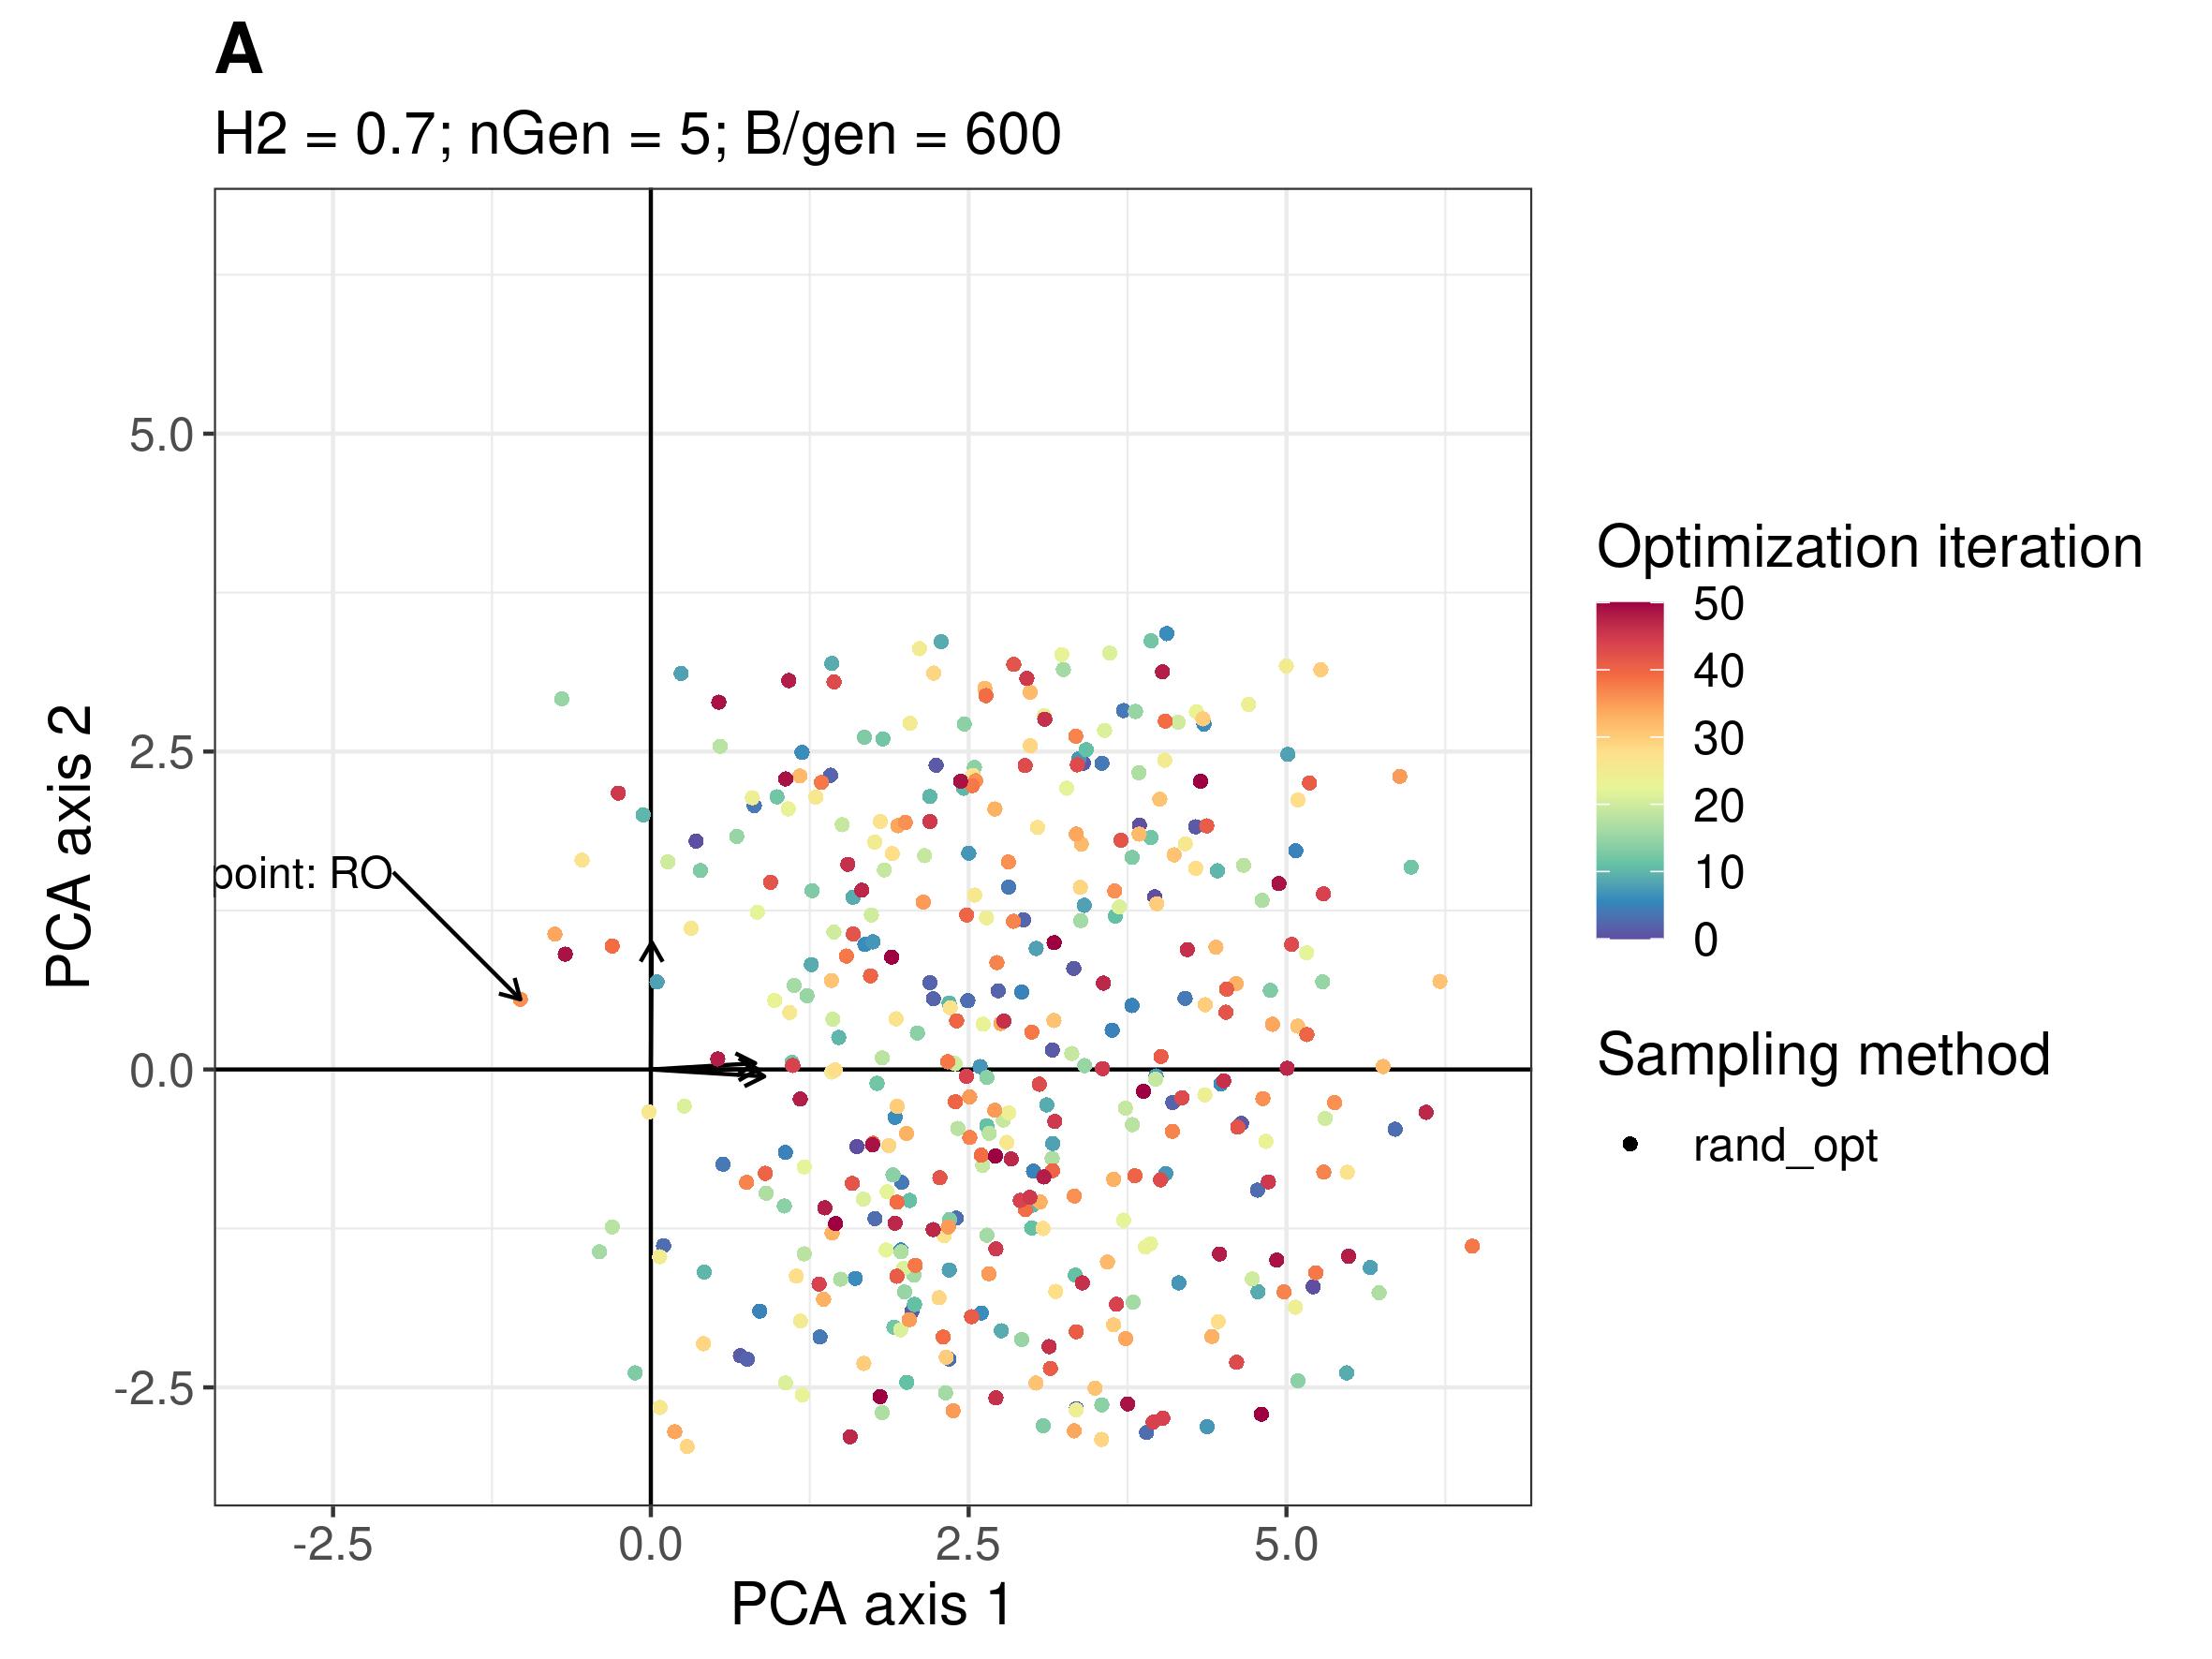 A
H2 = 0.7; nGen = 5; B/gen = 600
PCA axis 2
5.0
2.5
0.0
-2.5
point: RO
-2.5
0.0
2.5
5.0
PCA axis 1
Optimization iteration
50
40
30
20
10
0
Sampling method
rand_opt